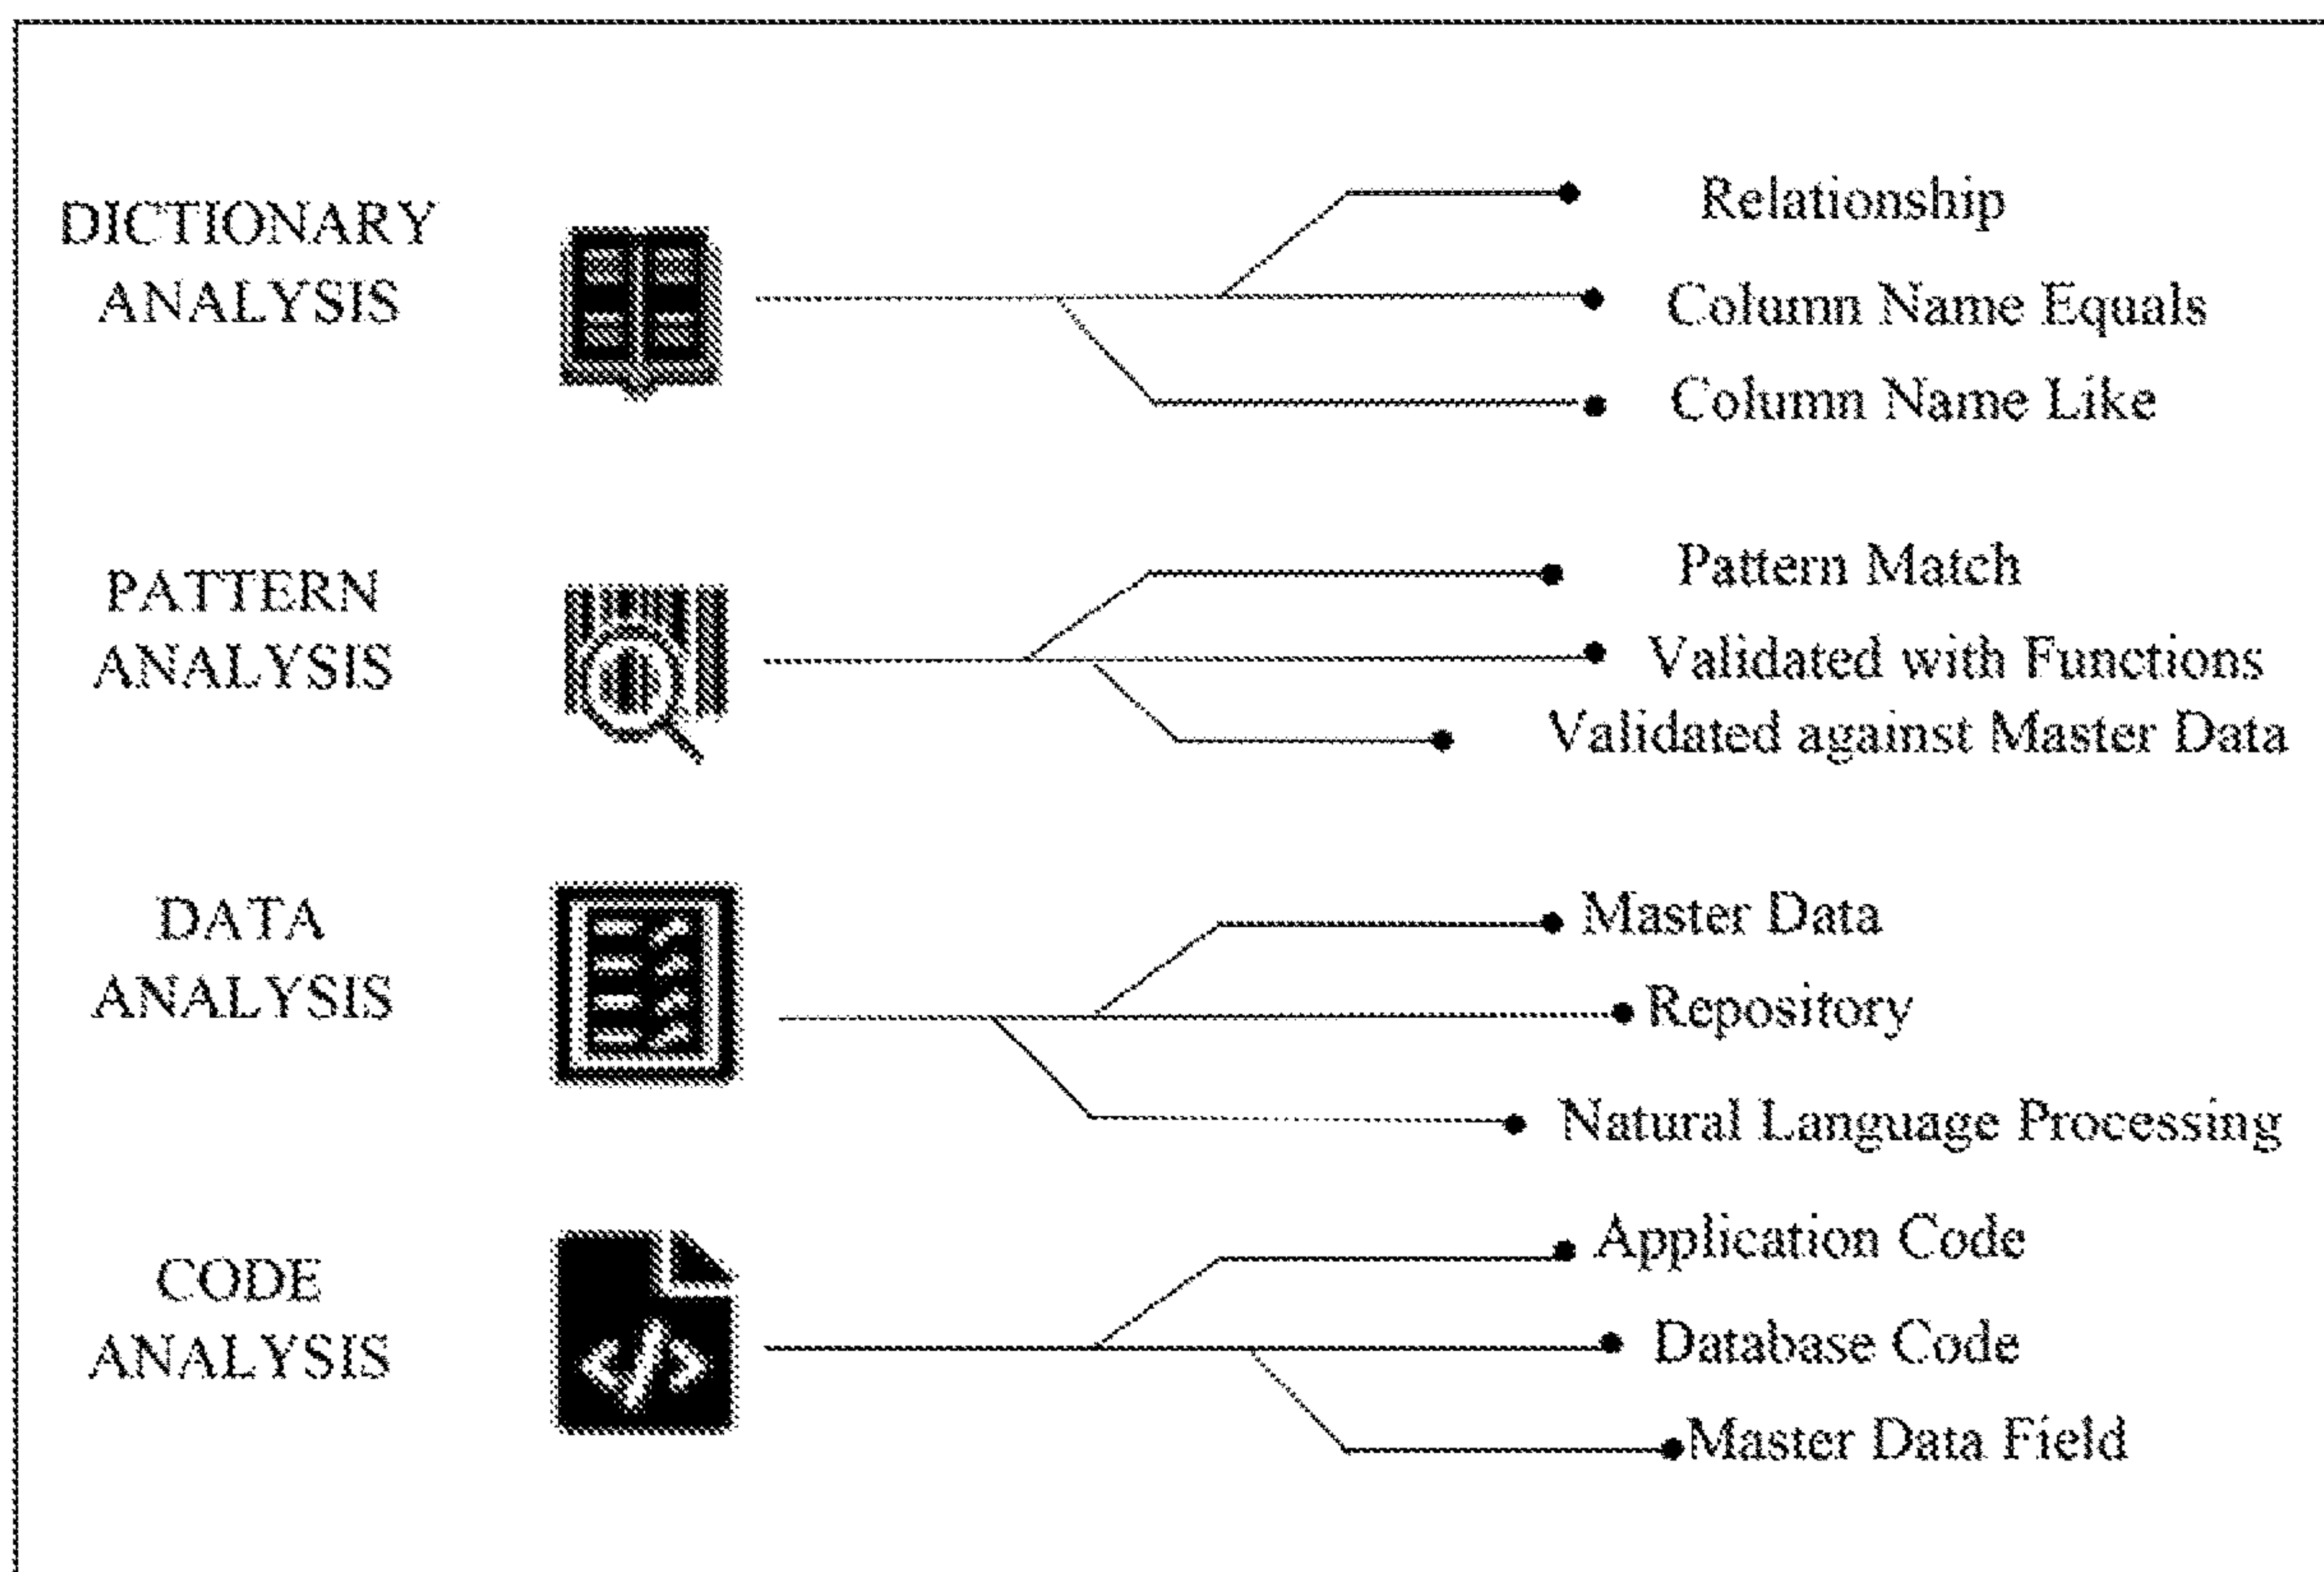 DICTIONARY
ANALYSIS
Relationship
Column Name Equals
Column Name Like
PATTERN
ANALYSIS
Pattern Match
Validated with Functions
Validated against Master Data
DATA
ANALYSIS
Master Data
Repository
Natural Language Processing
CODE
ANALYSIS
Application Code
Database Code
Master Data Field